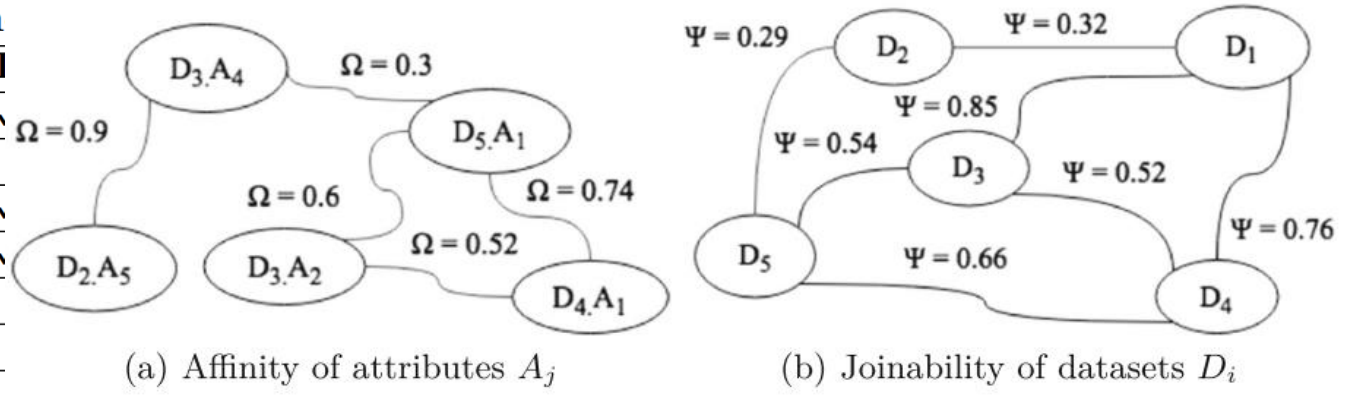 D₃.A₄
Ω = 0.3
Ω = 0.9
D₅.A₁
Ω = 0.6
Ω = 0.74
Ω = 0.52
D₂.A₅
D₃.A₂
D₄.A₁
(a) Affinity of attributes Aⱼ
Ψ = 0.29
D₂
Ψ = 0.32
D₁
Ψ = 0.85
Ψ = 0.54
D₃
Ψ = 0.52
Ψ = 0.76
D₅
Ψ = 0.66
D₄
(b) Joinability of datasets Dᵢ